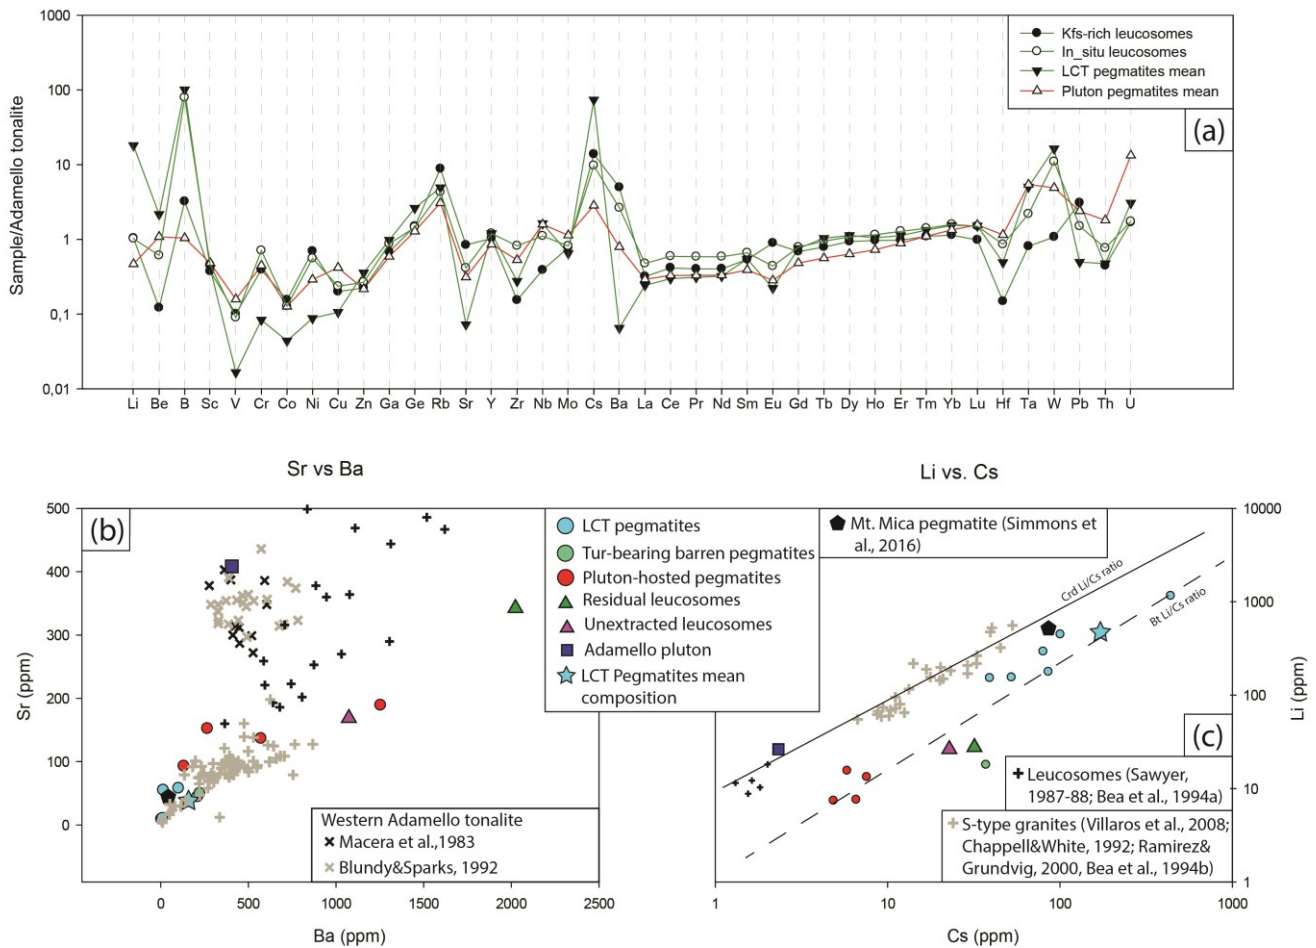 1000
100
10
1
0,1
0,01
Sample/Adamello tonalite
Kfs-rich leucosomes
In_situ leucosomes
LCT pegmatites mean
Pluton pegmatites mean
(a)
Li Be B Sc V Cr Co Ni Cu Zn Ga Ge Rb Sr Y Zr Nb Mo Cs Ba La Ce Pr Nd Sm Eu Gd Tb Dy Ho Er Tm Yb Lu Hf Ta W Pb Th U
Sr vs Ba
500
400
300
200
100
0
Sr (ppm)
(b)
Western Adamello tonalite
Macera et al.,1983
Blundy&Sparks, 1992
0 500 1000 1500 2000 2500
Ba (ppm)
LCT pegmatites
Tur-bearing barren pegmatites
Pluton-hosted pegmatites
Residual leucosomes
Unextracted leucosomes
Adamello pluton
LCT Pegmatites mean
composition
Li vs. Cs
Mt. Mica pegmatite (Simmons et
al., 2016)
Crd Li/Cs ratio
Bt Li/Cs ratio
(c)
Leucosomes (Sawyer,
1987-88; Bea et al., 1994a)
S-type granites (Villaros et al., 2008;
Chappell&White, 1992; Ramirez&
Grundvig, 2000, Bea et al., 1994b)
10000
1000
100
10
1
Li (ppm)
1 10 100 1000
Cs (ppm)